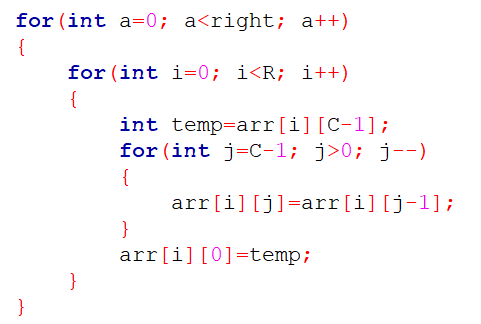 for(int a=0; a<right; a++)
{
    for(int i=0; i<R; i++)
    {
        int temp=arr[i][C-1];
        for(int j=C-1; j>0; j--)
        {
            arr[i][j]=arr[i][j-1];
        }
        arr[i][0]=temp;
    }
}